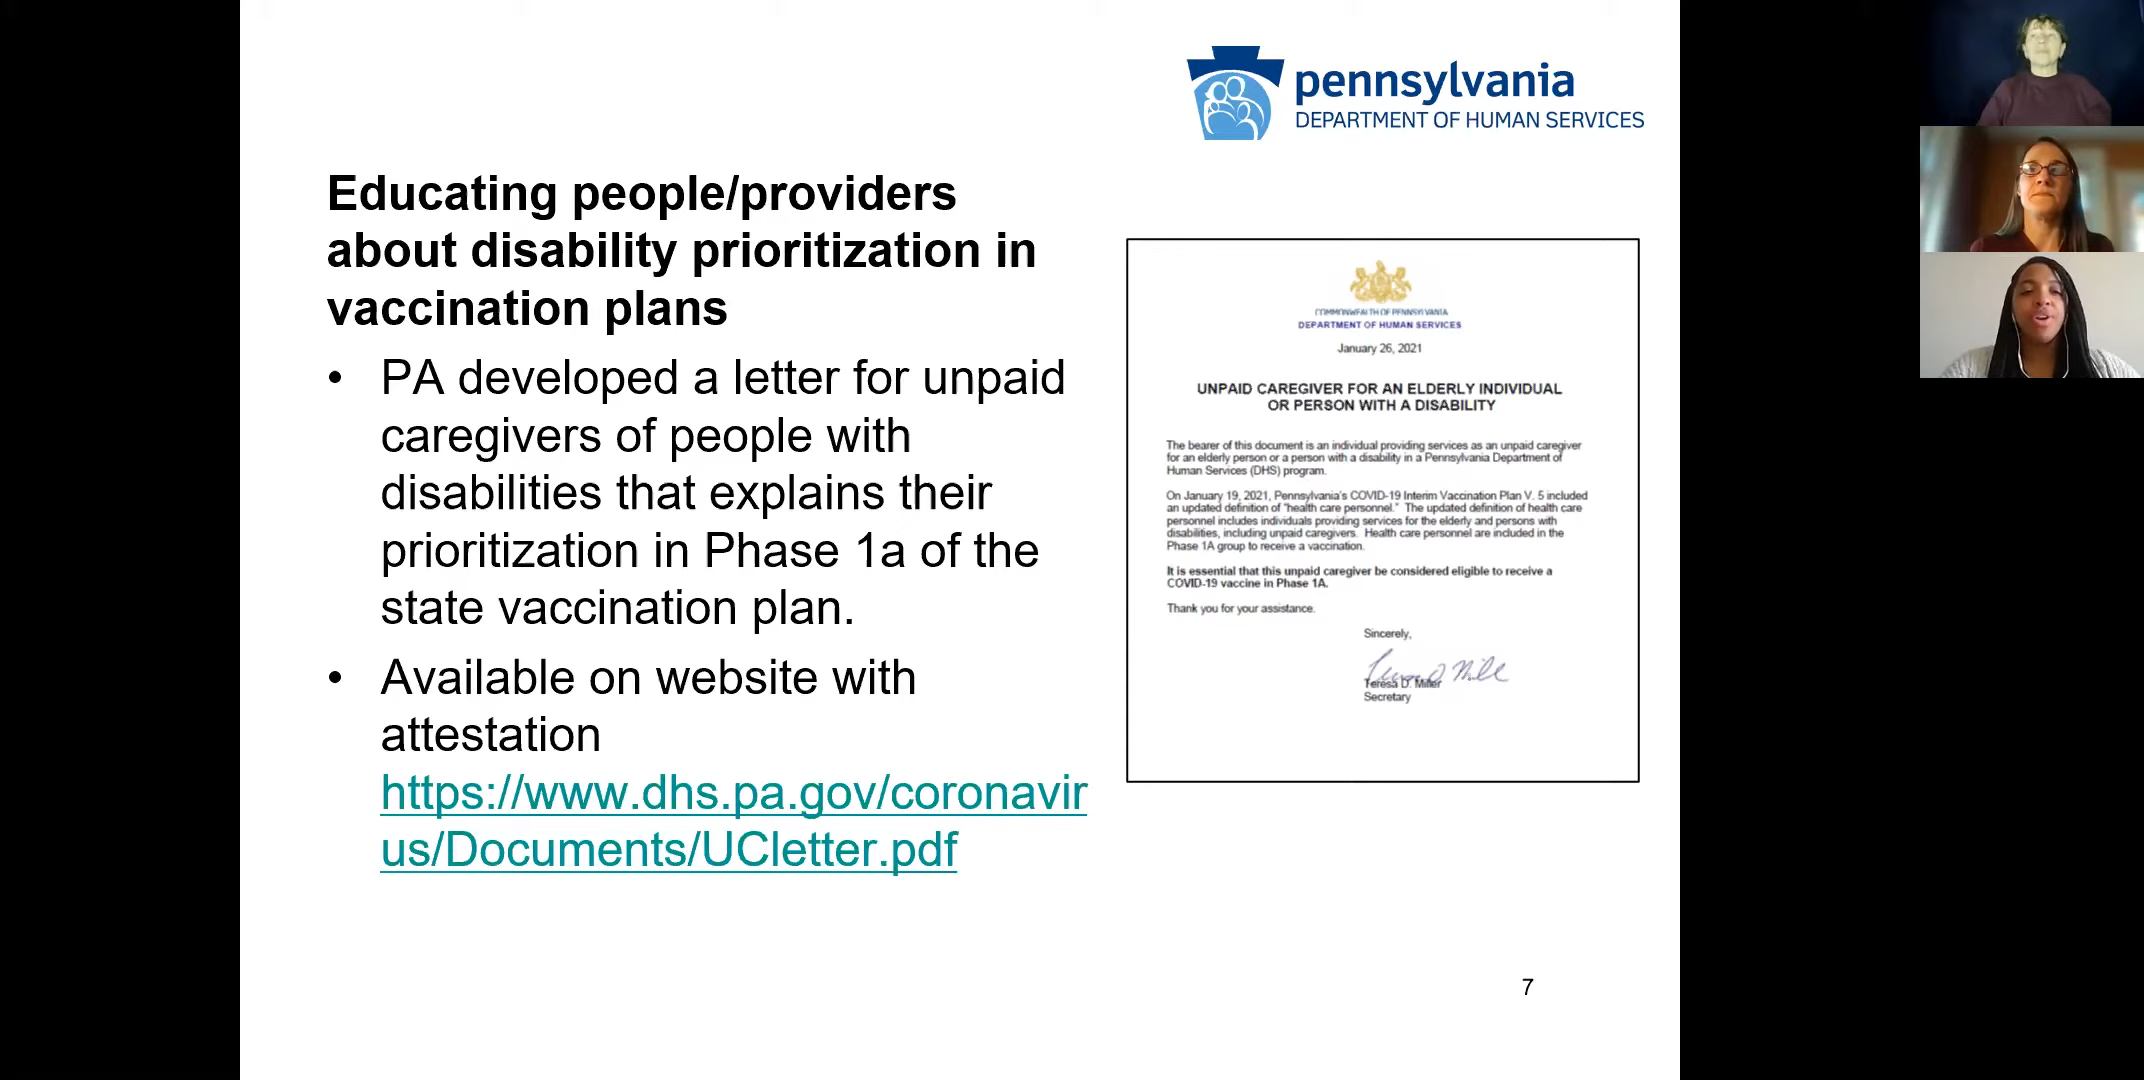 pennsylvania
DEPARTMENT OF HUMAN SERVICES
Educating people/providers
about disability prioritization in
vaccination plans
• PA developed a letter for unpaid
caregivers of people with
disabilities that explains their
prioritization in Phase 1a of the
state vaccination plan.
• Available on website with
attestation
https://www.dhs.pa.gov/coronavir
us/Documents/UCletter.pdf
COMMONWEALTH OF PENNSYLVANIA
DEPARTMENT OF HUMAN SERVICES
January 26, 2021
UNPAID CAREGIVER FOR AN ELDERLY INDIVIDUAL
OR PERSON WITH A DISABILITY
The bearer of this document is an individual providing services as an unpaid caregiver
for an elderly person or a person with a disability in a Pennsylvania Department of
Human Services (DHS) program.
On January 19, 2021, Pennsylvania's COVID-19 Interim Vaccination Plan V. 5 included
an updated definition of "health care personnel." The updated definition of health care
personnel includes individuals providing services for the elderly and persons with
disabilities, including unpaid caregivers. Health care personnel are included in the
Phase 1A group to receive a vaccination.
It is essential that this unpaid caregiver be considered eligible to receive a
COVID-19 vaccine in Phase 1A.
Thank you for your assistance.
Sincerely,
Teresa D. Miller
Secretary
7